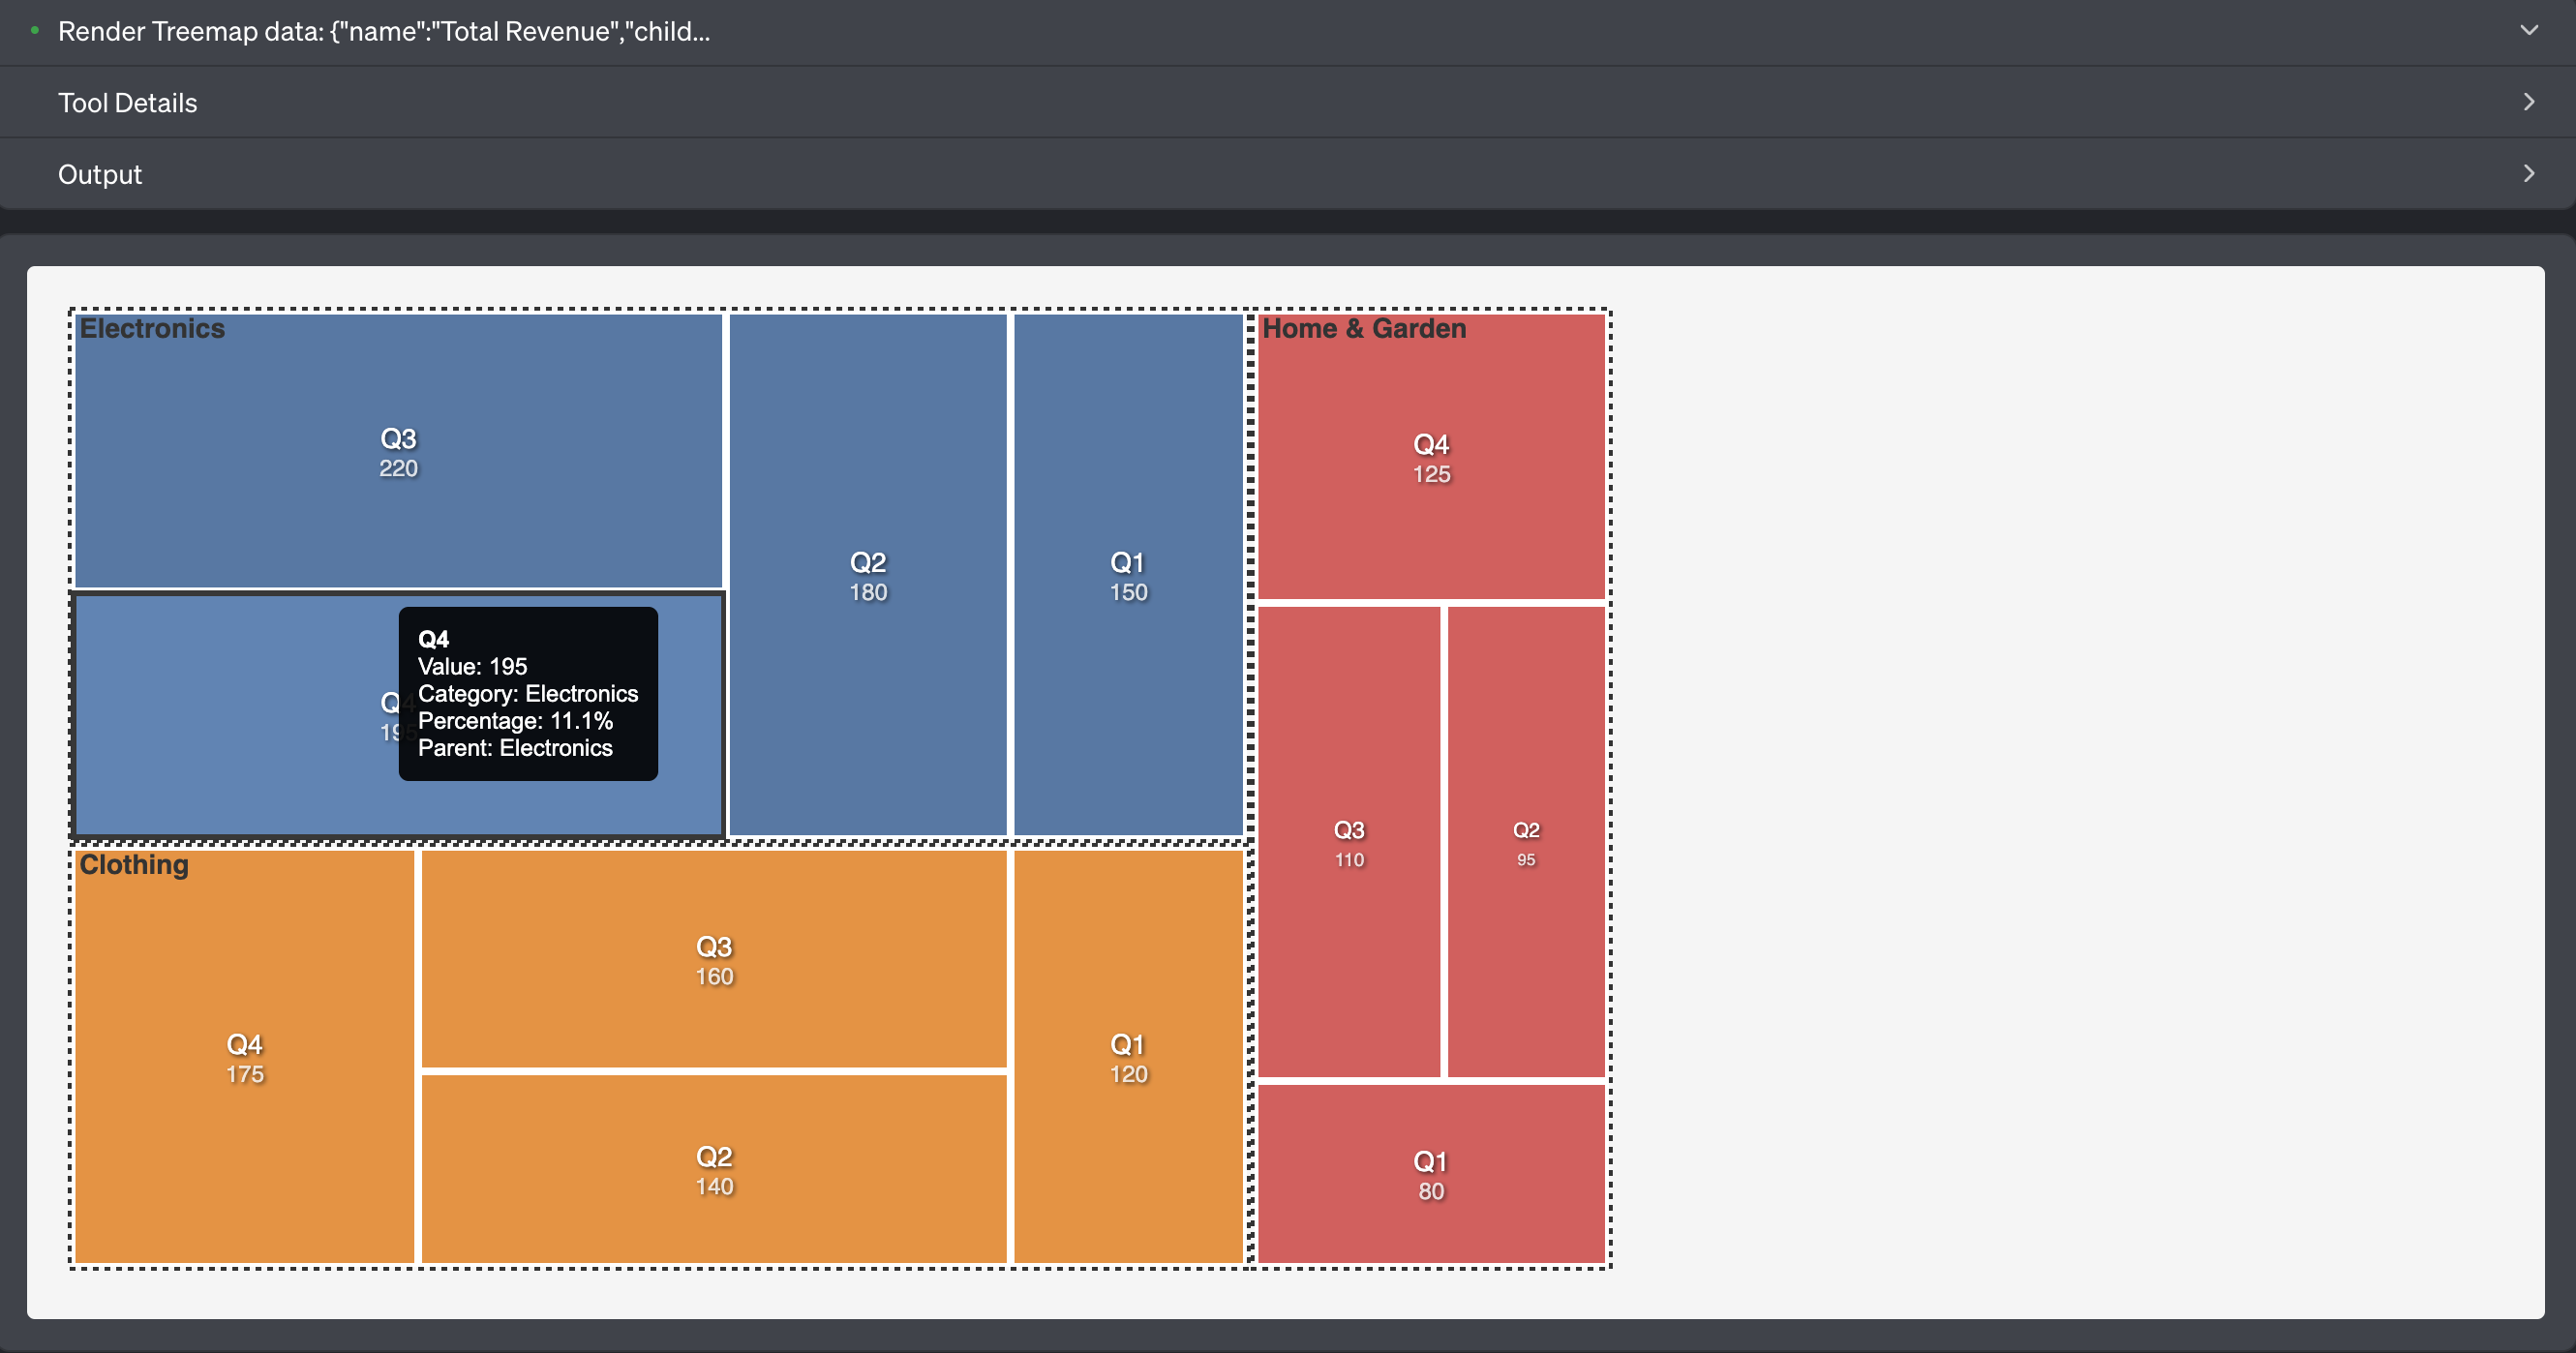 Render Treemap data: {"name":"Total Revenue","child...
Tool Details
Output
Electronics
Q3
220
Q2
180
Q1
150
Q4
195
Q4
Value: 195
Category: Electronics
Percentage: 11.1%
Parent: Electronics
Clothing
Q4
175
Q3
160
Q2
140
Q1
120
Home & Garden
Q4
125
Q3
110
Q2
95
Q1
80